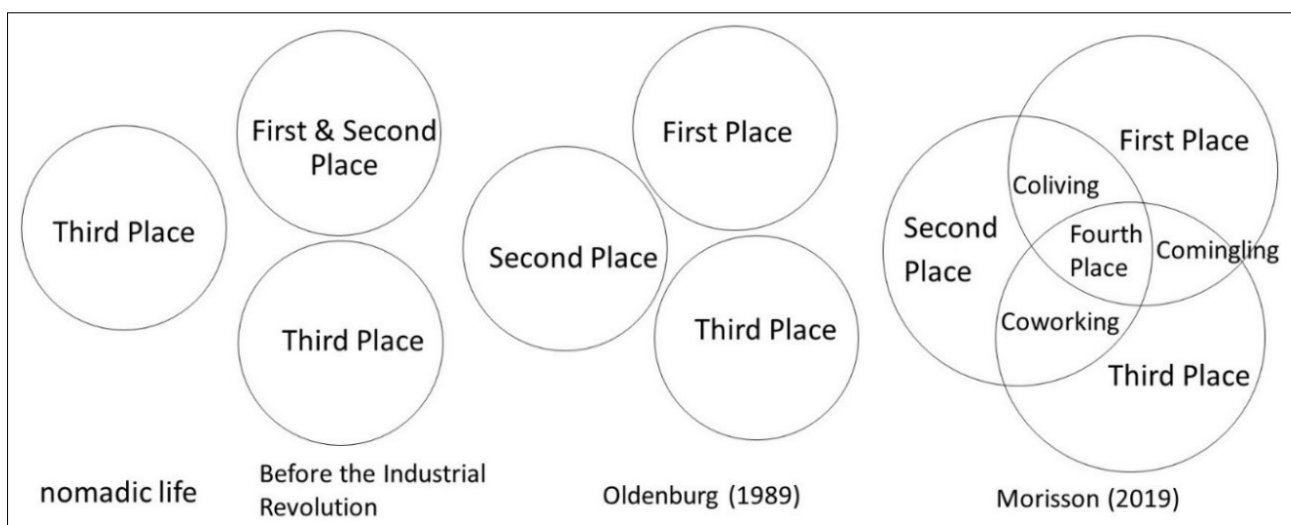 Third Place
nomadic life
First & Second
Place
Third Place
Before the Industrial
Revolution
First Place
Second Place
Third Place
Oldenburg (1989)
First Place
Coliving
Second
Place
Fourth
Place
Comingling
Coworking
Third Place
Morisson (2019)